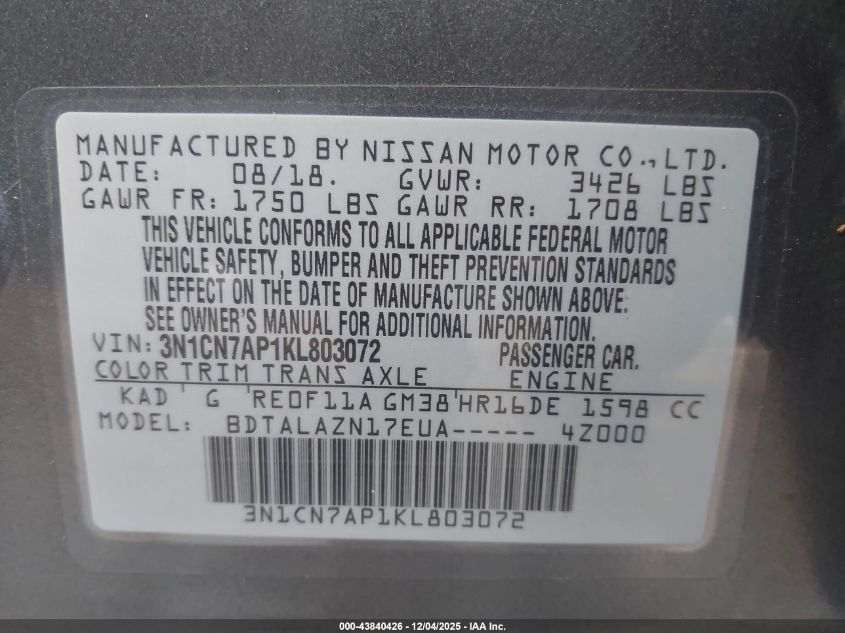 MANUFACTURED BY NISSAN MOTOR CO., LTD.
DATE: 08/18. GVWR: 3426 LBS
GAWR FR: 1750 LBS GAWR RR: 1708 LBS
THIS VEHICLE CONFORMS TO ALL APPLICABLE FEDERAL MOTOR
VEHICLE SAFETY, BUMPER AND THEFT PREVENTION STANDARDS
IN EFFECT ON THE DATE OF MANUFACTURE SHOWN ABOVE.
SEE OWNER'S MANUAL FOR ADDITIONAL INFORMATION.
VIN: 3N1CN7AP1KL803072 PASSENGER CAR.
COLOR TRIM TRANS AXLE ENGINE
KAD G RE0F11A GM38 HR16DE 1598 CC
MODEL: BDTALAZN17EUA----- 4Z000
3N1CN7AP1KL803072
000-43840426 - 12/04/2025 - IAA Inc.